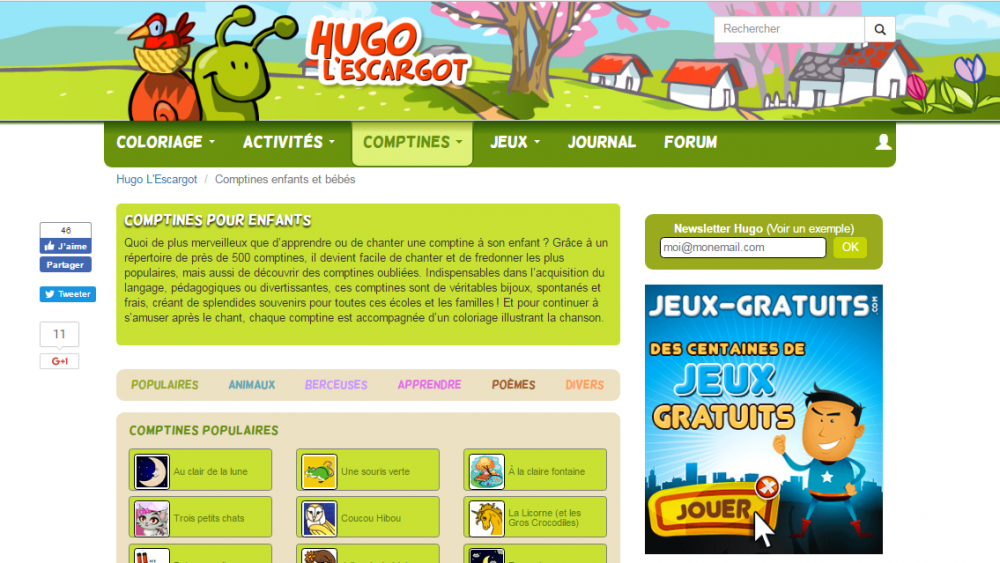 HUGO
L'ESCARGOT
Rechercher
COLORIAGE ACTIVITÉS COMPTINES JEUX JOURNAL FORUM
Hugo L'Escargot / Comptines enfants et bébés
46
J'aime
Partager
Tweeter
11
G+1
COMPTINES POUR ENFANTS
Quoi de plus merveilleux que d'apprendre ou de chanter une comptine à son enfant ? Grâce à un
répertoire de près de 500 comptines, il devient facile de chanter et de fredonner les plus
populaires, mais aussi de découvrir des comptines oubliées. Indispensables dans l'acquisition du
langage, pédagogiques ou divertissantes, ces comptines sont de véritables bijoux, spontanés et
frais, créant de splendides souvenirs pour toutes ces écoles et les familles ! Et pour continuer à
s'amuser après le chant, chaque comptine est accompagnée d'un coloriage illustrant la chanson.
POPULAIRES ANIMAUX BERCEUSES APPRENDRE POÈMES DIVERS
COMPTINES POPULAIRES
Au clair de la lune
Une souris verte
À la claire fontaine
Trois petits chats
Coucou Hibou
La Licorne (et les
Gros Crocodiles)
Newsletter Hugo (Voir un exemple)
moi@monemail.com OK
JEUX-GRATUITS.COM
DES CENTAINES DE
JEUX
GRATUITS
JOUER